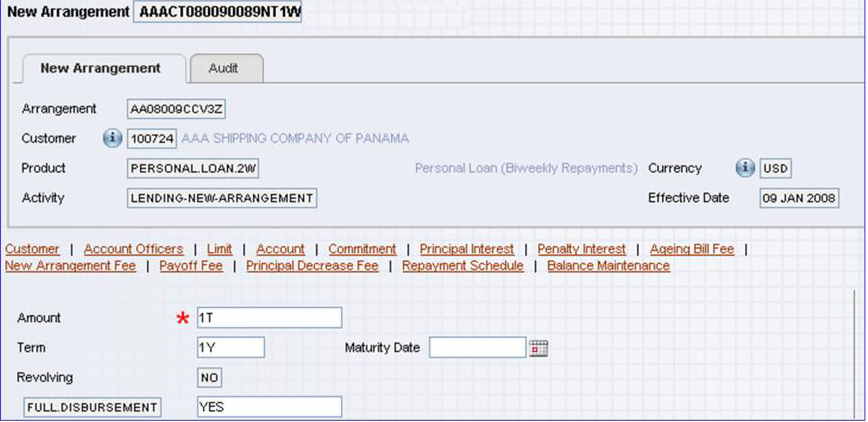 New Arrangement AAACT080090089NT1W
New Arrangement Audit
Arrangement AA08009CCV3Z
Customer 100724 AAA SHIPPING COMPANY OF PANAMA
Product PERSONAL.LOAN.2W Personal Loan (Biweekly Repayments) Currency USD
Activity LENDING-NEW-ARRANGEMENT Effective Date 09 JAN 2008
Customer | Account Officers | Limit | Account | Commitment | Principal Interest | Penalty Interest | Ageing Bill Fee |
New Arrangement Fee | Payoff Fee | Principal Decrease Fee | Repayment Schedule | Balance Maintenance
Amount * 1T
Term 1Y Maturity Date
Revolving NO
FULL.DISBURSEMENT YES